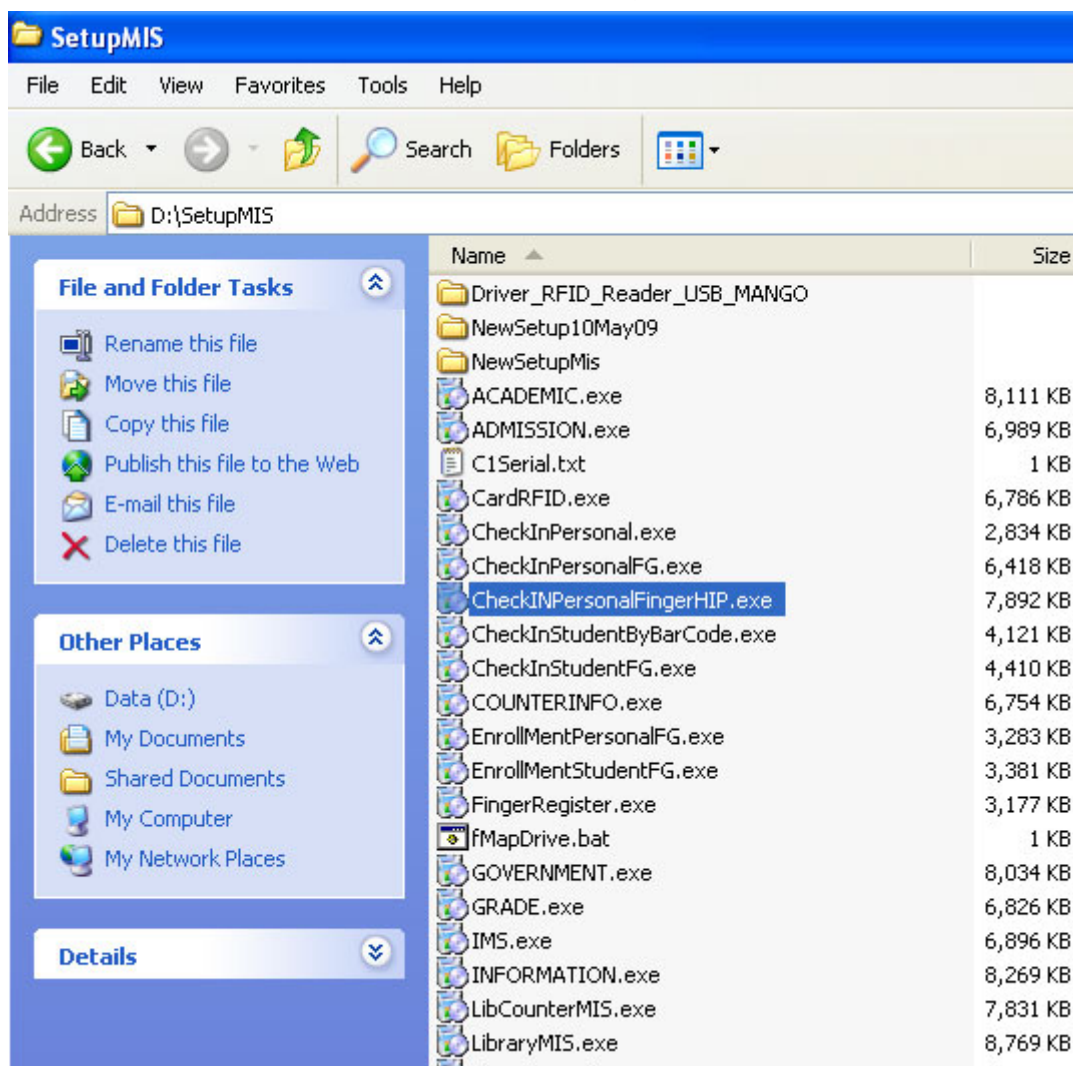 SetupMIS
File Edit View Favorites Tools Help
Back Search Folders
Address D:\SetupMIS
File and Folder Tasks
Rename this file
Move this file
Copy this file
Publish this file to the Web
E-mail this file
Delete this file
Other Places
Data (D:)
My Documents
Shared Documents
My Computer
My Network Places
Details
Name Size
Driver_RFID_Reader_USB_MANGO
NewSetup10May09
NewSetupMis
ACADEMIC.exe 8,111 KB
ADMISSION.exe 6,989 KB
C1Serial.txt 1 KB
CardRFID.exe 6,786 KB
CheckInPersonal.exe 2,834 KB
CheckInPersonalFG.exe 6,418 KB
CheckINPersonalFingerHIP.exe 7,892 KB
CheckInStudentByBarCode.exe 4,121 KB
CheckInStudentFG.exe 4,410 KB
COUNTERINFO.exe 6,754 KB
EnrollMentPersonalFG.exe 3,283 KB
EnrollMentStudentFG.exe 3,381 KB
FingerRegister.exe 3,177 KB
fMapDrive.bat 1 KB
GOVERNMENT.exe 8,034 KB
GRADE.exe 6,826 KB
IMS.exe 6,896 KB
INFORMATION.exe 8,269 KB
LibCounterMIS.exe 7,831 KB
LibraryMIS.exe 8,769 KB